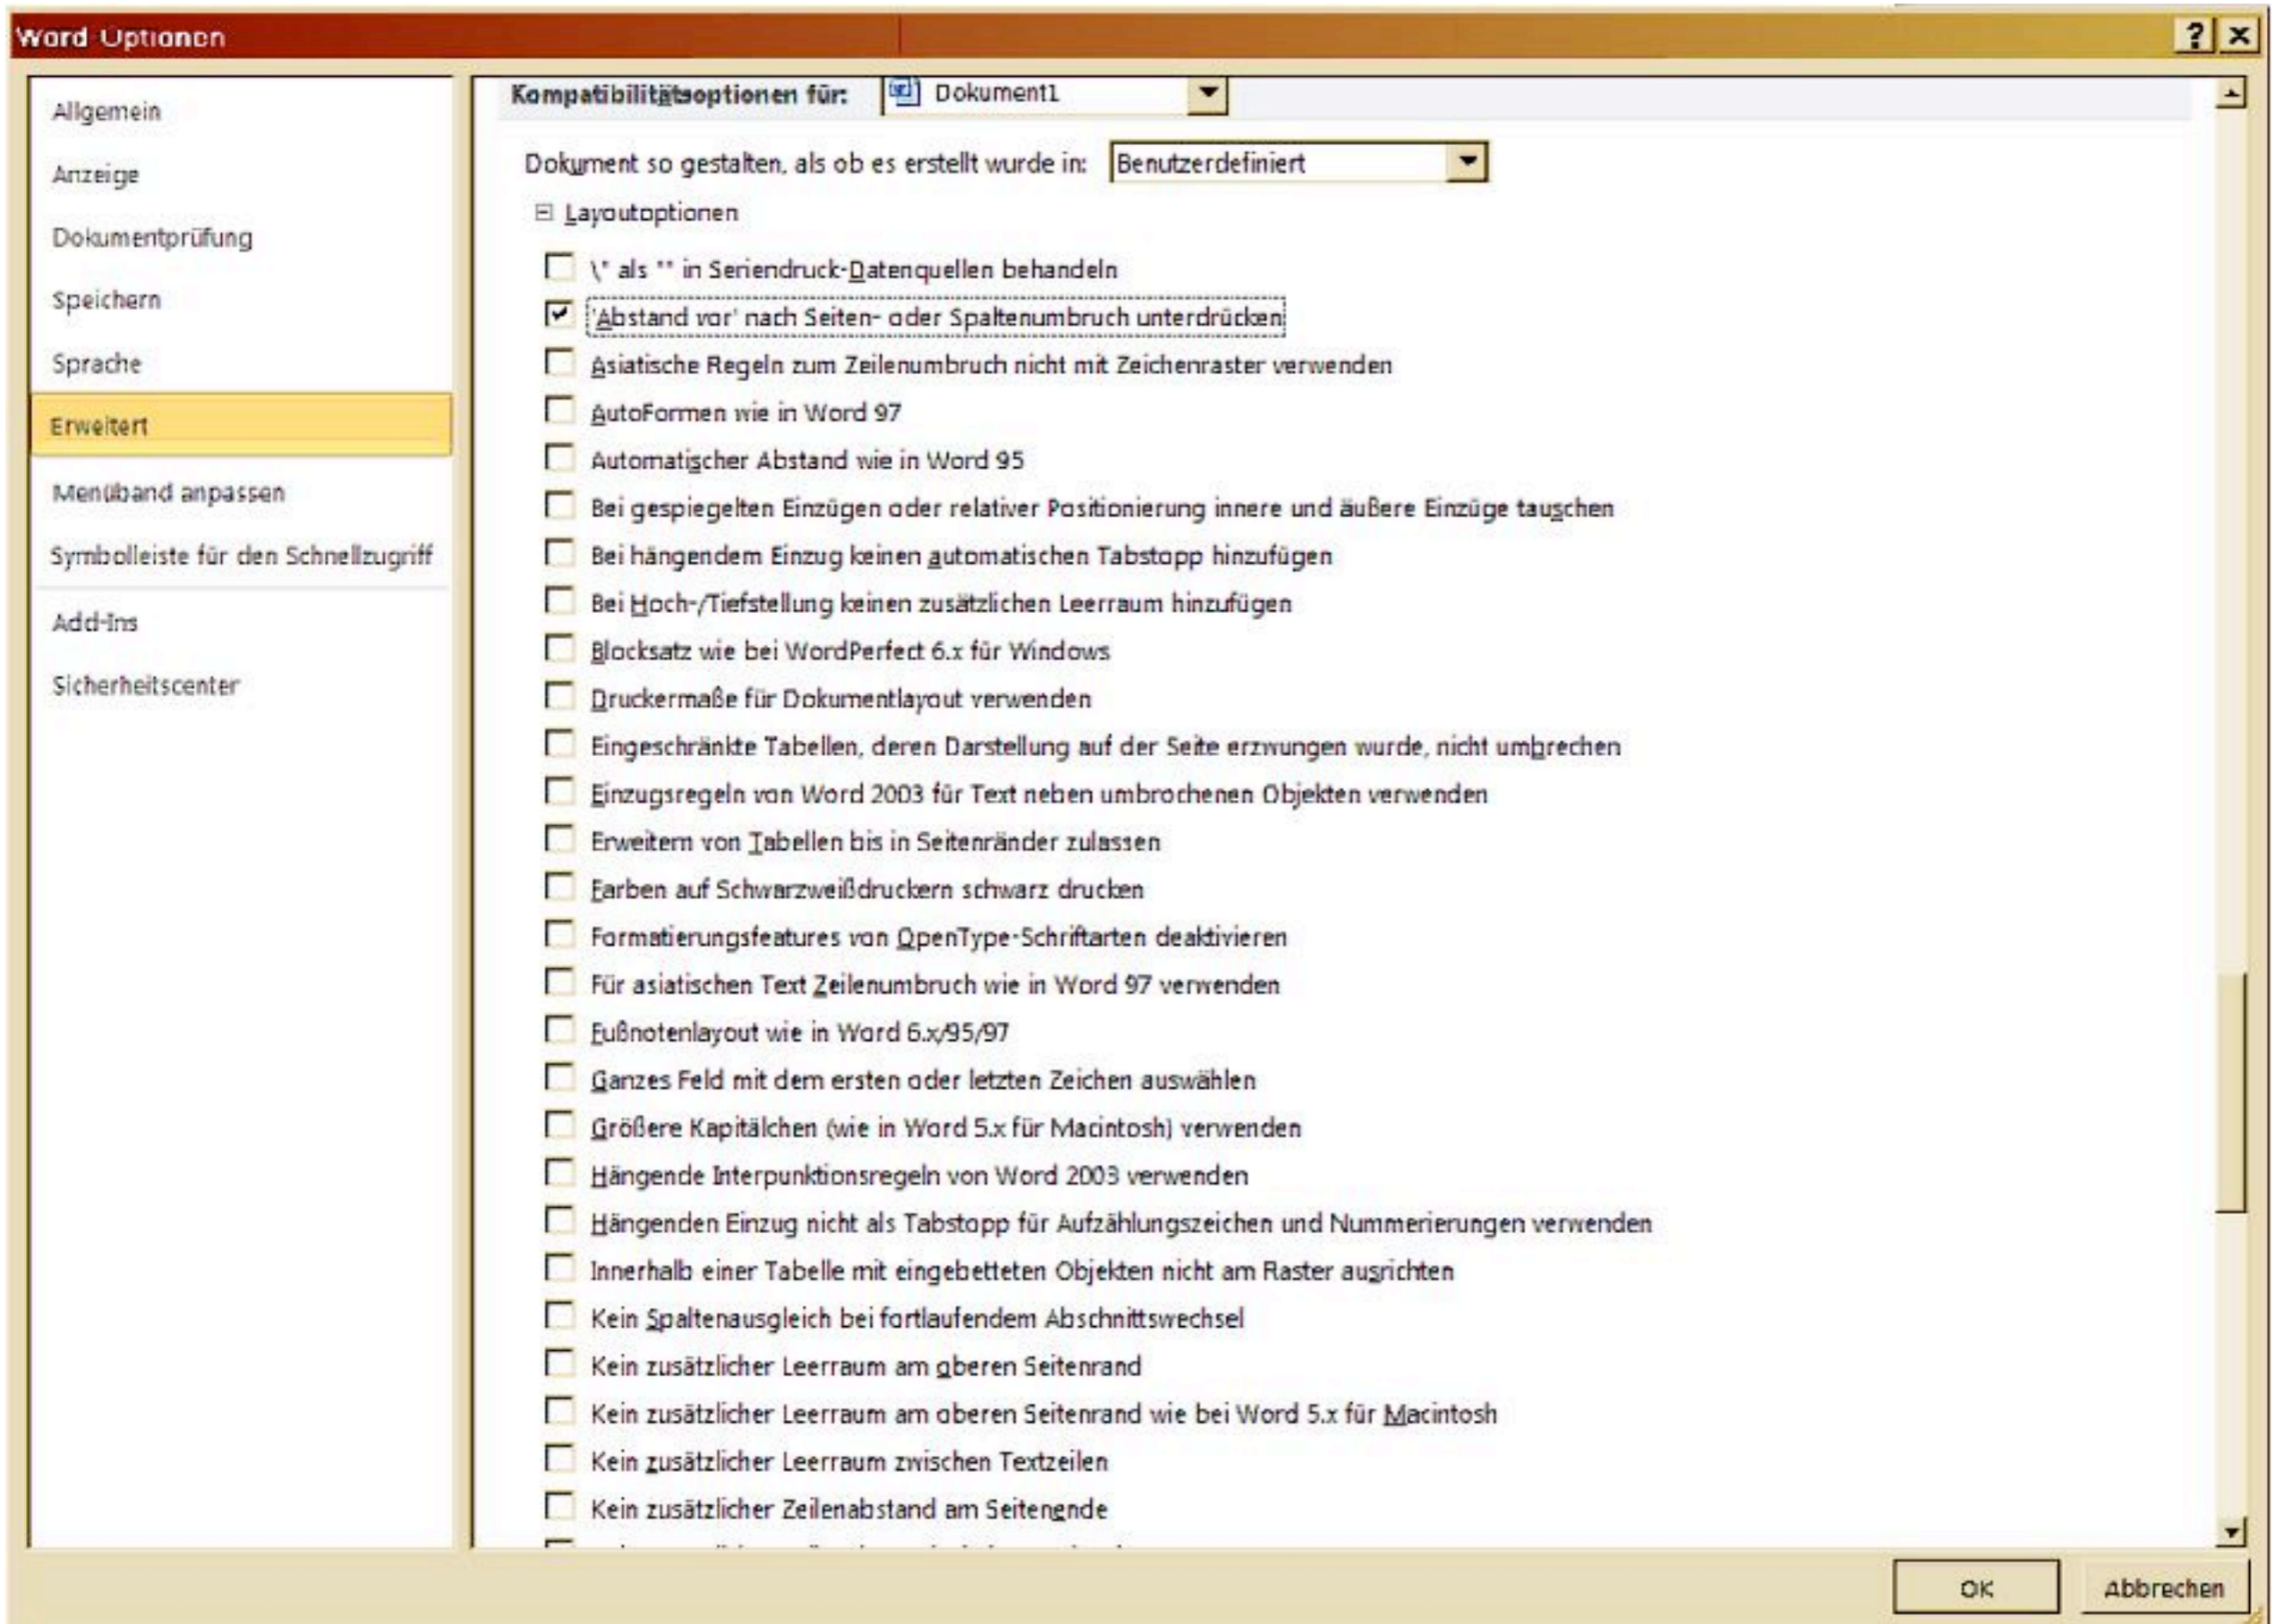 Word-Optionen
Allgemein
Anzeige
Dokumentprüfung
Speichern
Sprache
Erweitert
Menüband anpassen
Symbolleiste für den Schnellzugriff
Add-Ins
Sicherheitscenter
Kompatibilitätsoptionen für: Dokument1
Dokument so gestalten, als ob es erstellt wurde in: Benutzerdefiniert
Layoutoptionen
\" als "" in Seriendruck-Datenquellen behandeln
'Abstand vor' nach Seiten- oder Spaltenumbruch unterdrücken
Asiatische Regeln zum Zeilenumbruch nicht mit Zeichenraster verwenden
AutoFormen wie in Word 97
Automatischer Abstand wie in Word 95
Bei gespiegelten Einzügen oder relativer Positionierung innere und äußere Einzüge tauschen
Bei hängendem Einzug keinen automatischen Tabstopp hinzufügen
Bei Hoch-/Tiefstellung keinen zusätzlichen Leerraum hinzufügen
Blocksatz wie bei WordPerfect 6.x für Windows
Druckermaße für Dokumentlayout verwenden
Eingeschränkte Tabellen, deren Darstellung auf der Seite erzwungen wurde, nicht umbrechen
Einzugsregeln von Word 2003 für Text neben umbrochenen Objekten verwenden
Erweitern von Tabellen bis in Seitenränder zulassen
Farben auf Schwarzweißdruckern schwarz drucken
Formatierungsfeatures von OpenType-Schriftarten deaktivieren
Für asiatischen Text Zeilenumbruch wie in Word 97 verwenden
Fußnotenlayout wie in Word 6.x/95/97
Ganzes Feld mit dem ersten oder letzten Zeichen auswählen
Größere Kapitälchen (wie in Word 5.x für Macintosh) verwenden
Hängende Interpunktionsregeln von Word 2003 verwenden
Hängenden Einzug nicht als Tabstopp für Aufzählungszeichen und Nummerierungen verwenden
Innerhalb einer Tabelle mit eingebetteten Objekten nicht am Raster ausrichten
Kein Spaltenausgleich bei fortlaufendem Abschnittswechsel
Kein zusätzlicher Leerraum am oberen Seitenrand
Kein zusätzlicher Leerraum am oberen Seitenrand wie bei Word 5.x für Macintosh
Kein zusätzlicher Leerraum zwischen Textzeilen
Kein zusätzlicher Zeilenabstand am Seitenende
OK Abbrechen